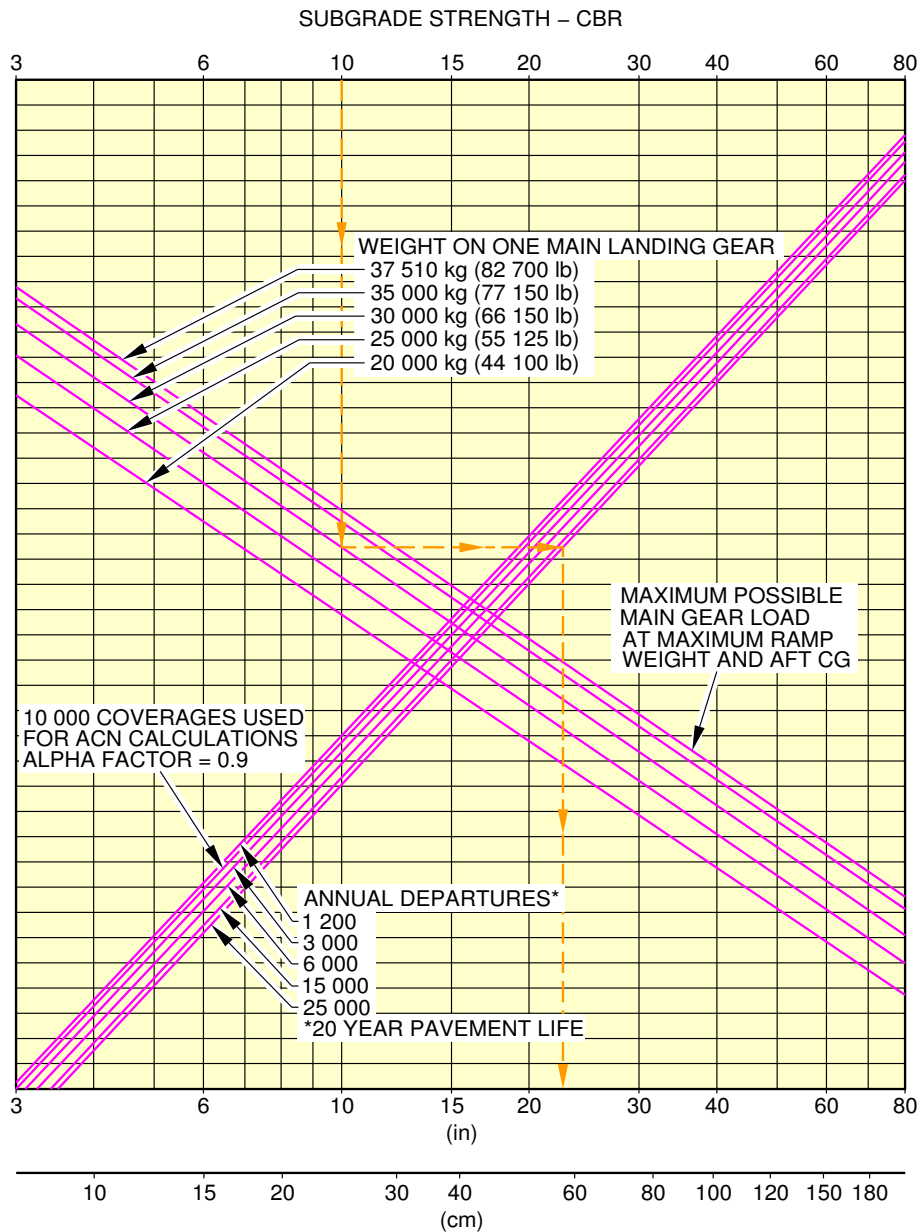 SUBGRADE STRENGTH – CBR
3 6 10 15 20 30 40 60 80
WEIGHT ON ONE MAIN LANDING GEAR
37 510 kg (82 700 lb)
35 000 kg (77 150 lb)
30 000 kg (66 150 lb)
25 000 kg (55 125 lb)
20 000 kg (44 100 lb)
MAXIMUM POSSIBLE
MAIN GEAR LOAD
AT MAXIMUM RAMP
WEIGHT AND AFT CG
10 000 COVERAGES USED
FOR ACN CALCULATIONS
ALPHA FACTOR = 0.9
ANNUAL DEPARTURES*
1 200
3 000
6 000
15 000
25 000
*20 YEAR PAVEMENT LIFE
3 6 10 15 20 30 40 60 80
(in)
10 15 20 30 40 60 80 100 120 150 180
(cm)